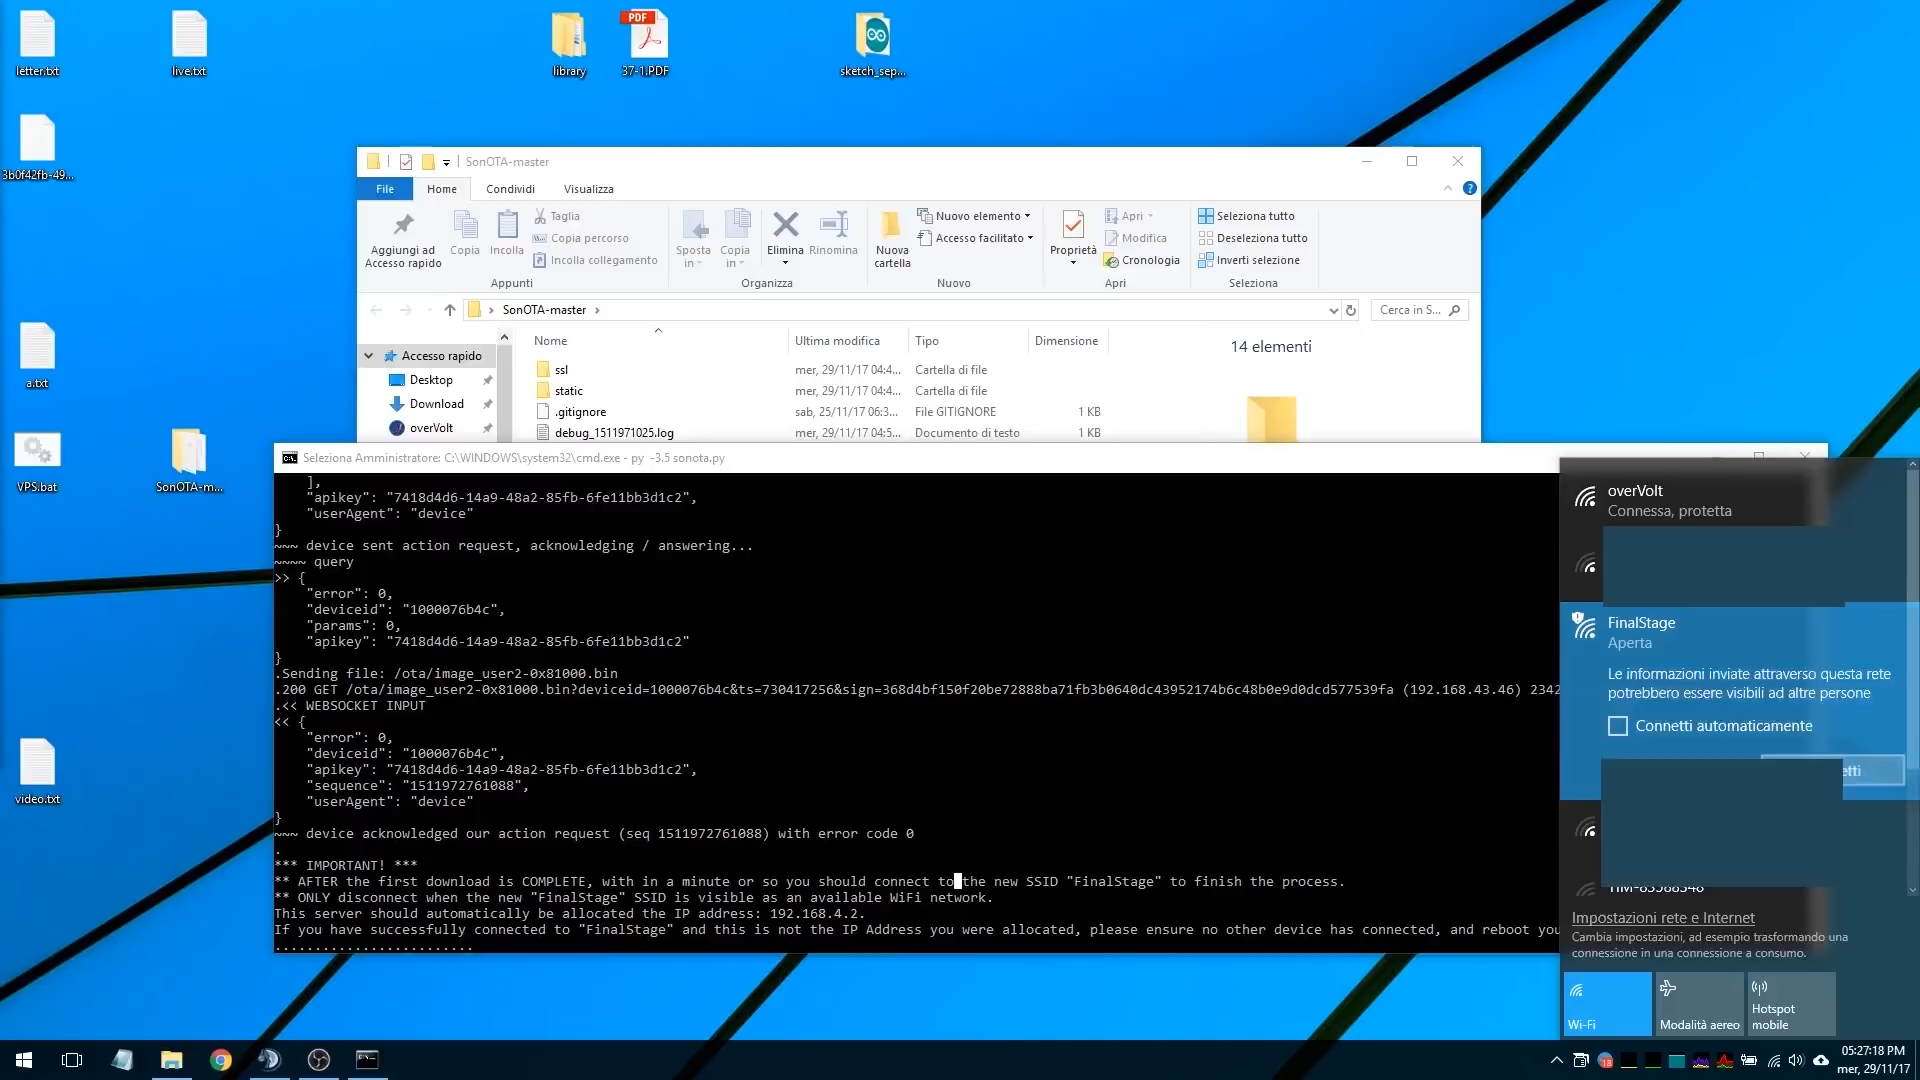 letter.txt
live.txt
library
PDF
37-1.PDF
sketch_sep...
3b0f42fb-49...
a.txt
VPS.bat
SonOTA-m...
video.txt
SonOTA-master
File
Home
Condividi
Visualizza
Aggiungi ad
Accesso rapido
Copia
Incolla
Taglia
Copia percorso
Incolla collegamento
Appunti
Sposta
in
Copia
in
Elimina
Rinomina
Organizza
Nuova
cartella
Nuovo elemento
Accesso facilitato
Nuovo
Proprietà
Apri
Modifica
Cronologia
Apri
Seleziona tutto
Deseleziona tutto
Inverti selezione
Seleziona
SonOTA-master
Cerca in S...
Accesso rapido
Desktop
Download
overVolt
Nome
Ultima modifica
Tipo
Dimensione
ssl
mer, 29/11/17 04:4...
Cartella di file
static
mer, 29/11/17 04:4...
Cartella di file
.gitignore
sab, 25/11/17 06:3...
File GITIGNORE
1 KB
debug_1511971025.log
mer, 29/11/17 04:5...
Documento di testo
1 KB
14 elementi
Seleziona Amministratore: C:\WINDOWS\system32\cmd.exe - py -3.5 sonota.py
],
"apikey": "7418d4d6-14a9-48a2-85fb-6fe11bb3d1c2",
"userAgent": "device"
}
~~~ device sent action request, acknowledging / answering...
~~~~ query
>> {
"error": 0,
"deviceid": "1000076b4c",
"params": 0,
"apikey": "7418d4d6-14a9-48a2-85fb-6fe11bb3d1c2"
}
.Sending file: /ota/image_user2-0x81000.bin
.200 GET /ota/image_user2-0x81000.bin?deviceid=1000076b4c&ts=730417256&sign=368d4bf150f20be72888ba71fb3b0640dc43952174b6c48b0e9d0dcd577539fa (192.168.43.46) 2342
.<< WEBSOCKET INPUT
<< {
"error": 0,
"deviceid": "1000076b4c",
"apikey": "7418d4d6-14a9-48a2-85fb-6fe11bb3d1c2",
"sequence": "1511972761088",
"userAgent": "device"
}
~~~ device acknowledged our action request (seq 1511972761088) with error code 0
.
*** IMPORTANT! ***
** AFTER the first download is COMPLETE, with in a minute or so you should connect to the new SSID "FinalStage" to finish the process.
** ONLY disconnect when the new "FinalStage" SSID is visible as an available WiFi network.
This server should automatically be allocated the IP address: 192.168.4.2.
If you have successfully connected to "FinalStage" and this is not the IP Address you were allocated, please ensure no other device has connected, and reboot you
.........................
overVolt
Connessa, protetta
FinalStage
Aperta
Le informazioni inviate attraverso questa rete
potrebbero essere visibili ad altre persone
Connetti automaticamente
etti
Impostazioni rete e Internet
Cambia impostazioni, ad esempio trasformando una
connessione in una connessione a consumo.
Wi-Fi
Modalità aereo
Hotspot
mobile
18
05:27:18 PM
mer, 29/11/17